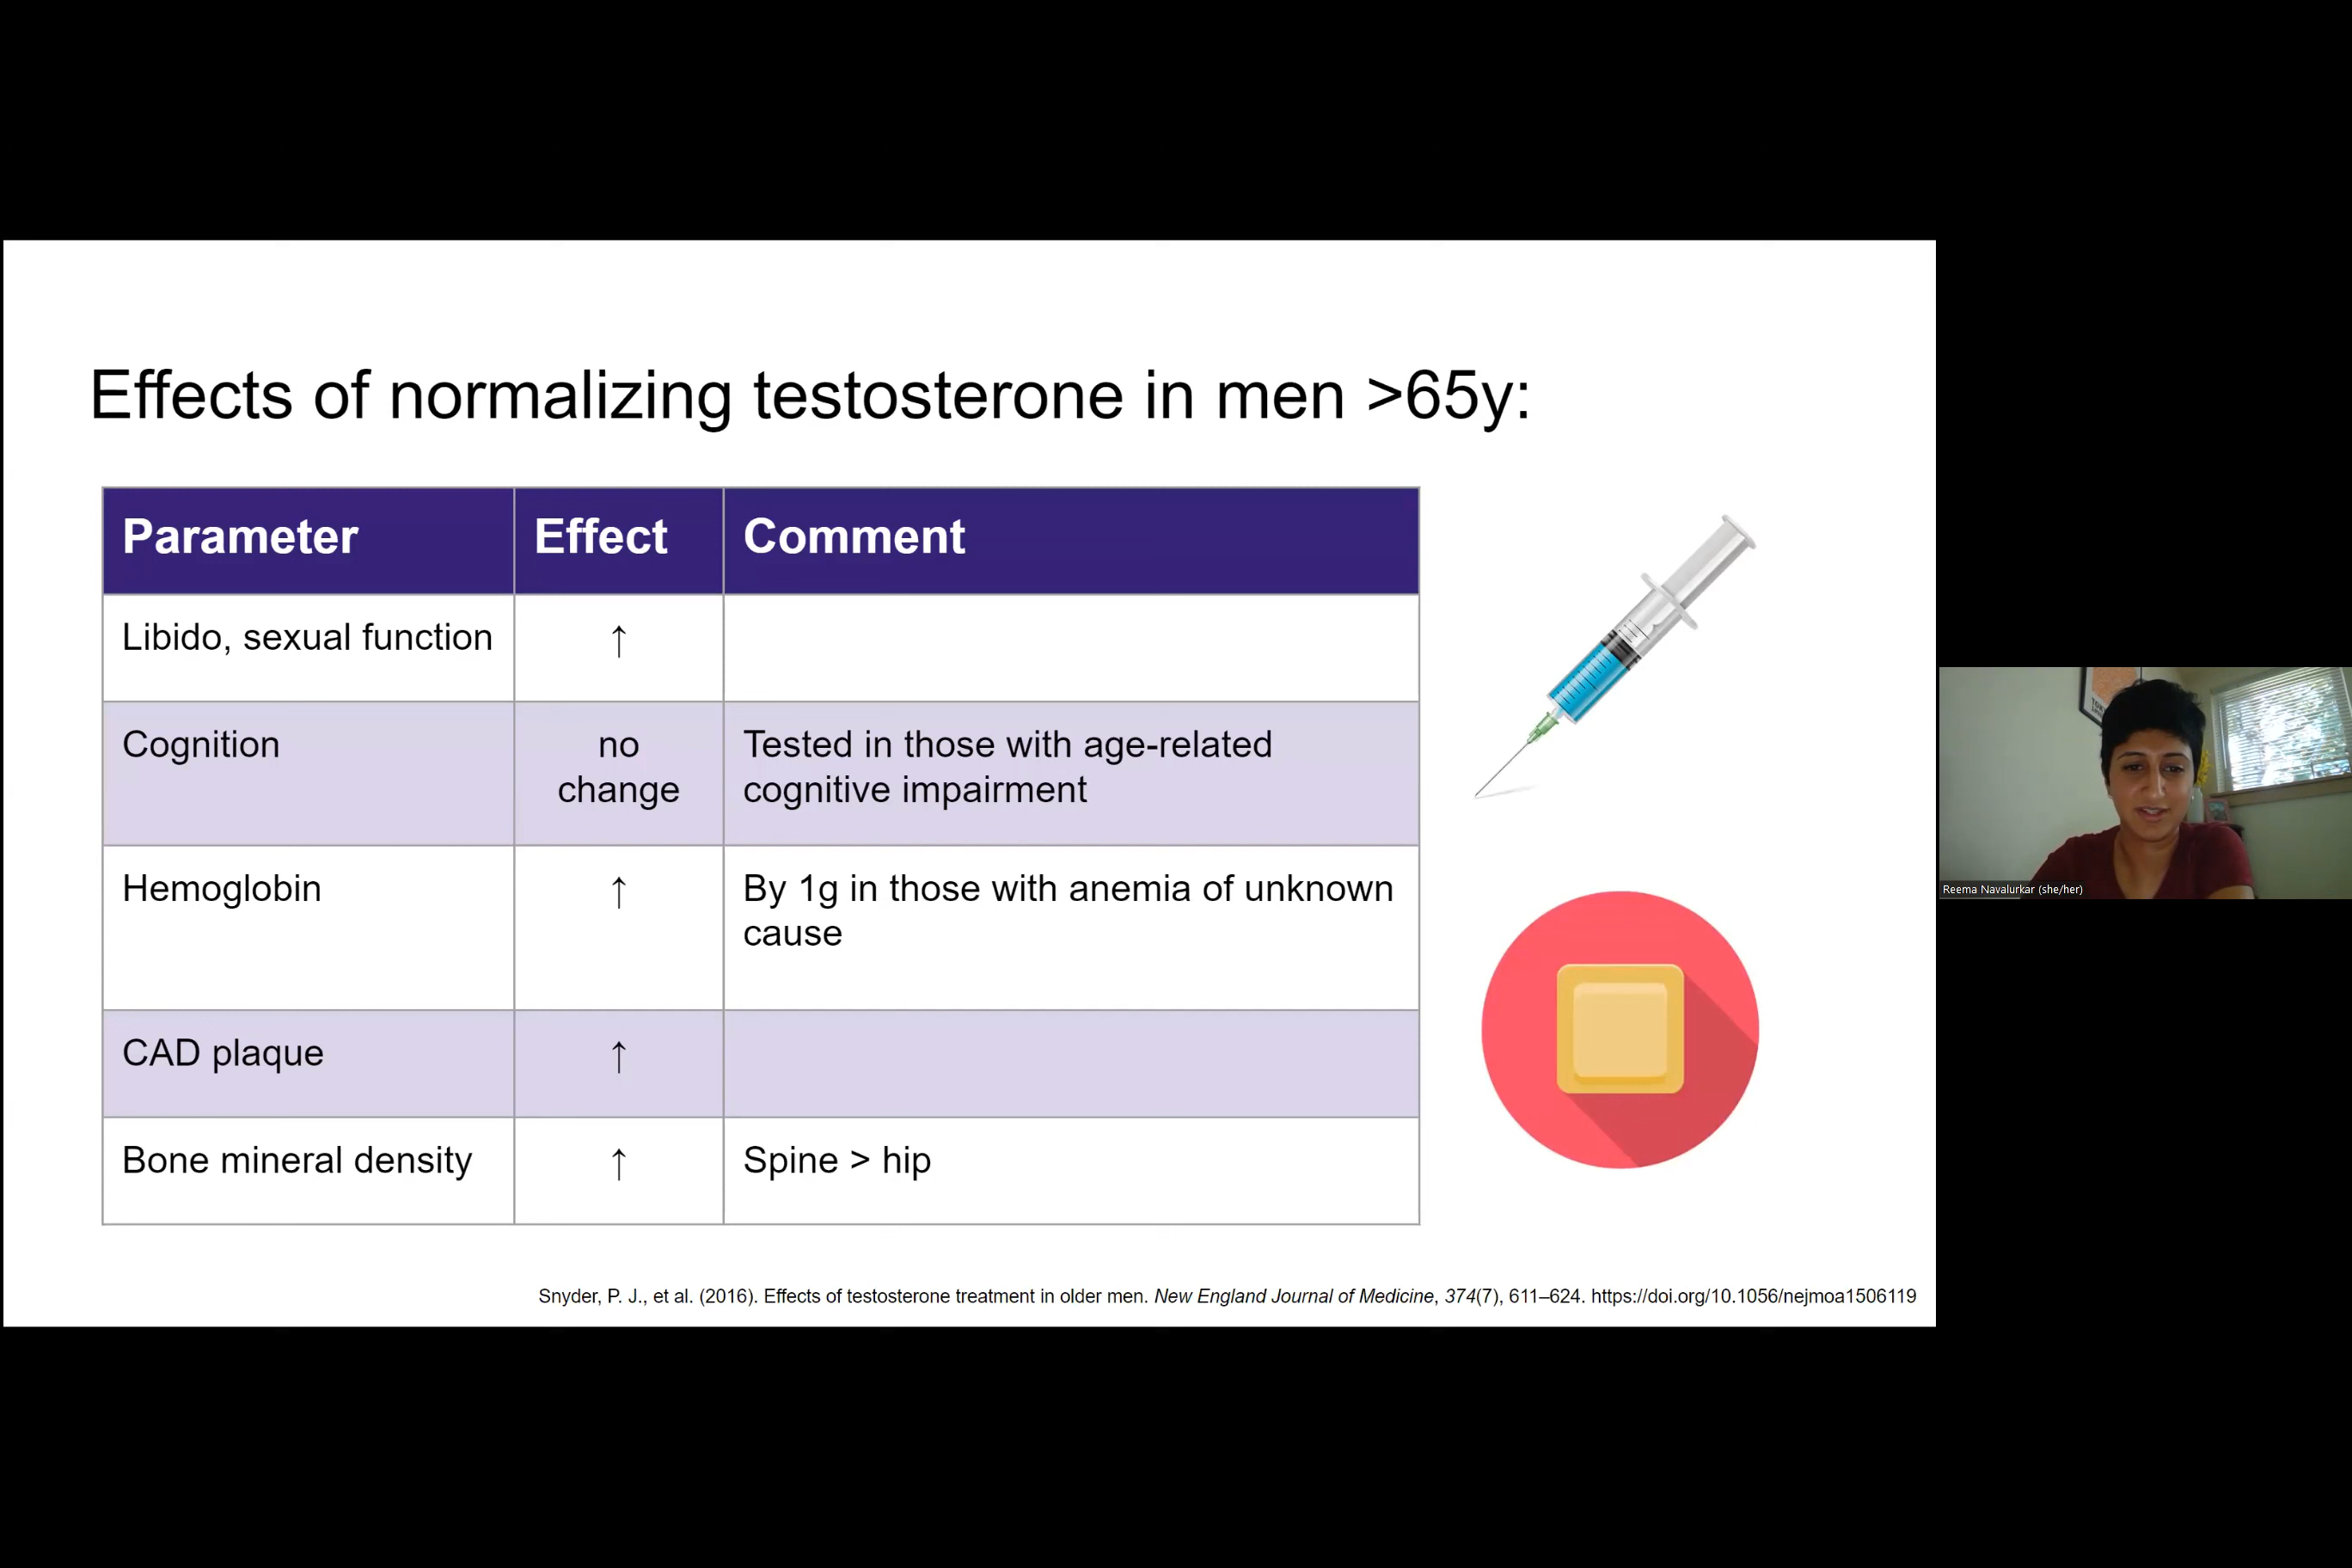 Effects of normalizing testosterone in men >65y:
Parameter Effect Comment
Libido, sexual function ↑
Cognition no change Tested in those with age-related
cognitive impairment
Hemoglobin ↑ By 1g in those with anemia of unknown
cause
CAD plaque ↑
Bone mineral density ↑ Spine > hip
Snyder, P. J., et al. (2016). Effects of testosterone treatment in older men. New England Journal of Medicine, 374(7), 611–624. https://doi.org/10.1056/nejmoa1506119
Reema Navalurkar (she/her)